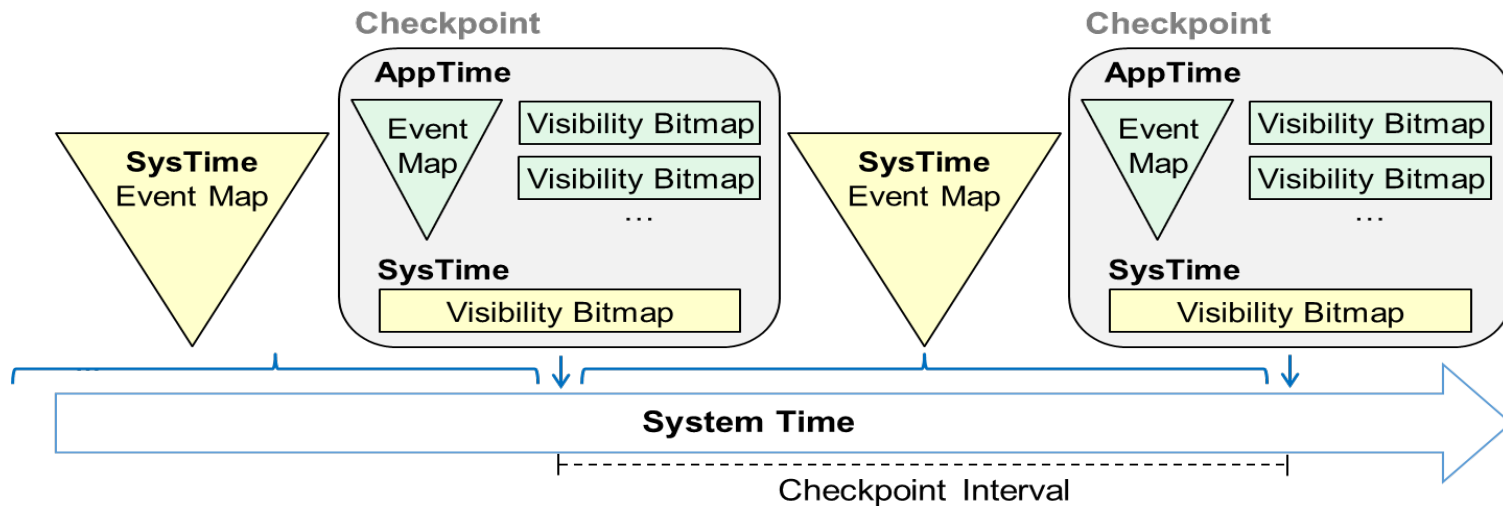 Checkpoint
Checkpoint
AppTime
Event
Map
Visibility Bitmap
Visibility Bitmap
...
SysTime
Visibility Bitmap
SysTime
Event Map
SysTime
Event Map
AppTime
Event
Map
Visibility Bitmap
Visibility Bitmap
...
SysTime
Visibility Bitmap
...
System Time
Checkpoint Interval